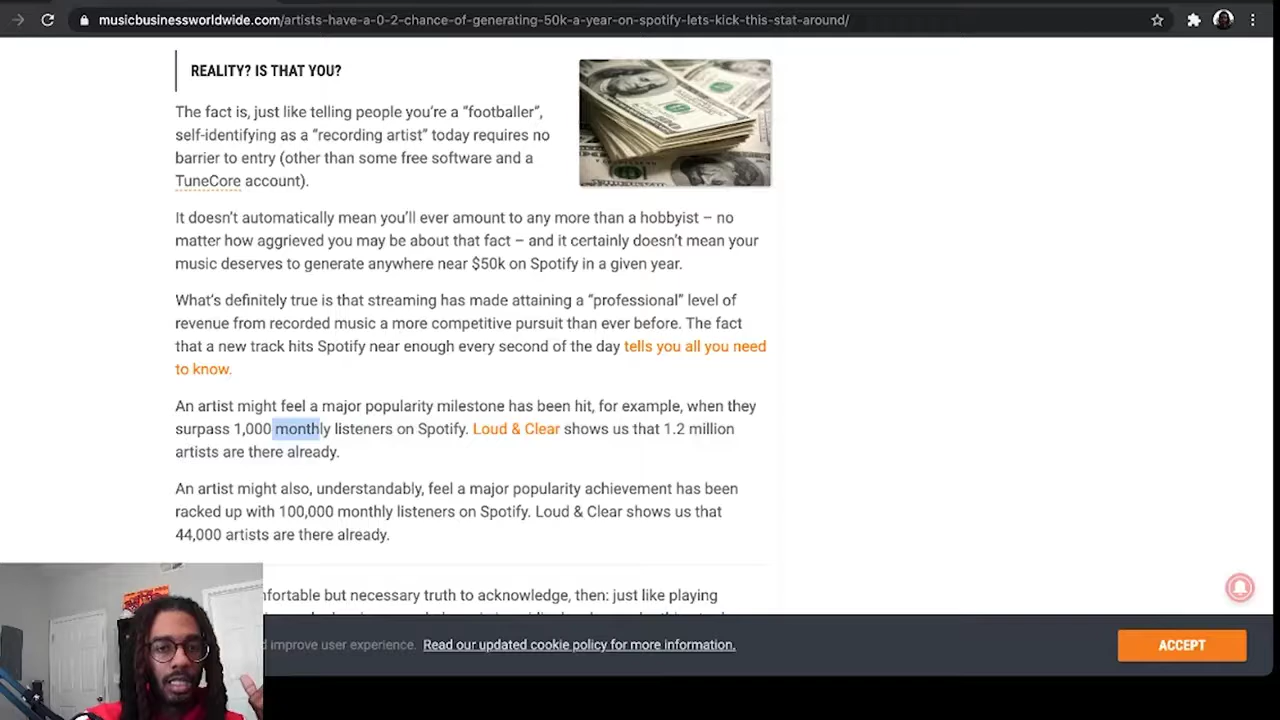 musicbusinessworldwide.com/artists-have-a-0-2-chance-of-generating-50k-a-year-on-spotify-lets-kick-this-stat-around/
REALITY? IS THAT YOU?
The fact is, just like telling people you're a “footballer”,
self-identifying as a “recording artist” today requires no
barrier to entry (other than some free software and a
TuneCore account).
It doesn't automatically mean you'll ever amount to any more than a hobbyist – no
matter how aggrieved you may be about that fact – and it certainly doesn't mean your
music deserves to generate anywhere near $50k on Spotify in a given year.
What's definitely true is that streaming has made attaining a “professional” level of
revenue from recorded music a more competitive pursuit than ever before. The fact
that a new track hits Spotify near enough every second of the day tells you all you need
to know.
An artist might feel a major popularity milestone has been hit, for example, when they
surpass 1,000 monthly listeners on Spotify. Loud & Clear shows us that 1.2 million
artists are there already.
An artist might also, understandably, feel a major popularity achievement has been
racked up with 100,000 monthly listeners on Spotify. Loud & Clear shows us that
44,000 artists are there already.
fortable but necessary truth to acknowledge, then: just like playing
improve user experience. Read our updated cookie policy for more information.
ACCEPT